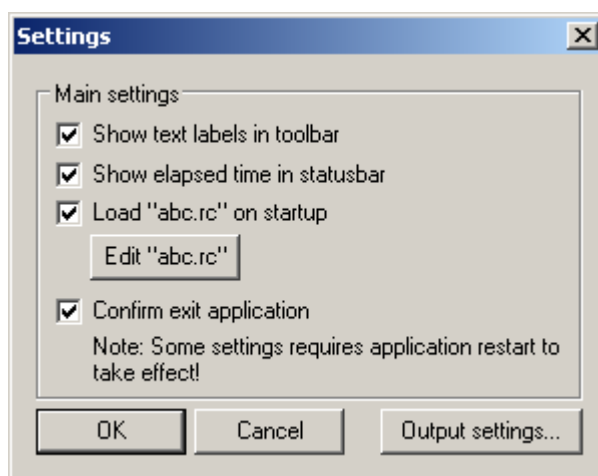 Settings
Main settings
Show text labels in toolbar
Show elapsed time in statusbar
Load "abc.rc" on startup
Edit "abc.rc"
Confirm exit application
Note: Some settings requires application restart to
take effect!
OK Cancel Output settings...